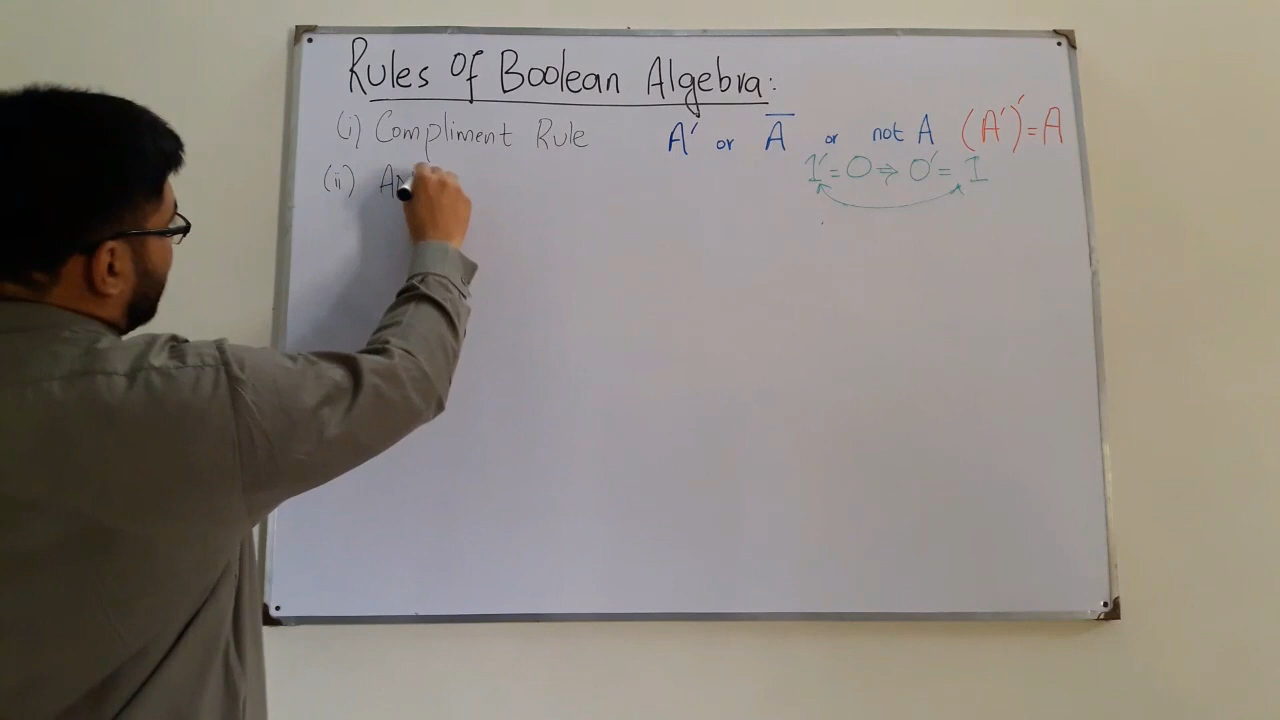 Rules Of Boolean Algebra:
(i) Compliment Rule A' or A̅ or not A (A')' = A
1' = 0 ⇒ 0' = 1
(ii)